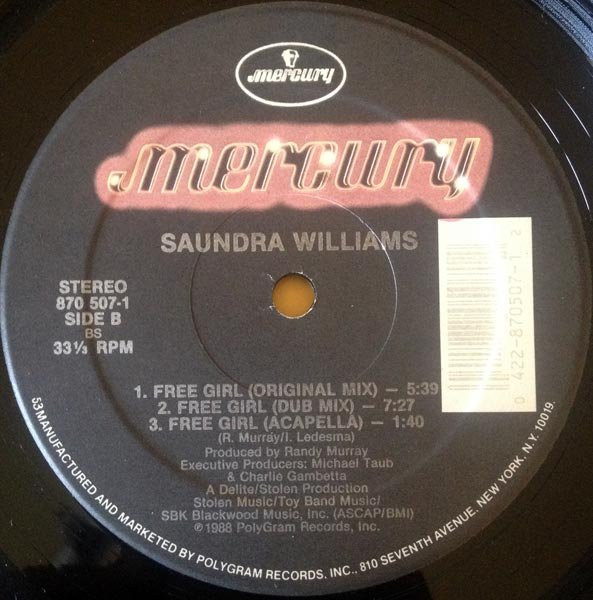 mercury
mercury
SAUNDRA WILLIAMS
STEREO
870 507-1
SIDE B
BS
33⅓ RPM
0 422-870507-1 2
1. FREE GIRL (ORIGINAL MIX) — 5:39
2. FREE GIRL (DUB MIX) — 7:27
3. FREE GIRL (ACAPELLA) — 1:40
(R. Murray/I. Ledesma)
Produced by Randy Murray
Executive Producers: Michael Taub
& Charlie Gambetta
A Delite/Stolen Production
Stolen Music/Toy Band Music/
SBK Blackwood Music, Inc. (ASCAP/BMI)
℗1988 PolyGram Records, Inc.
53 MANUFACTURED AND MARKETED BY POLYGRAM RECORDS, INC., 810 SEVENTH AVENUE, NEW YORK, N.Y. 10019.